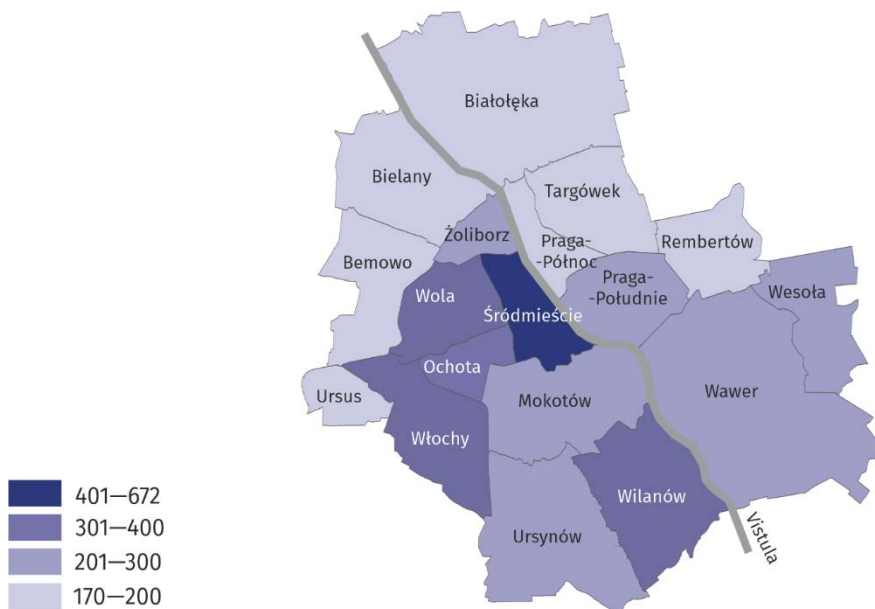 Białołęka
Bielany
Targówek
Żoliborz
Praga-
-Północ
Rembertów
Bemowo
Praga-
-Południe
Wesoła
Wola
Śródmieście
Ochota
Ursus
Mokotów
Wawer
Włochy
Wilanów
Ursynów
Vistula
401—672
301—400
201—300
170—200